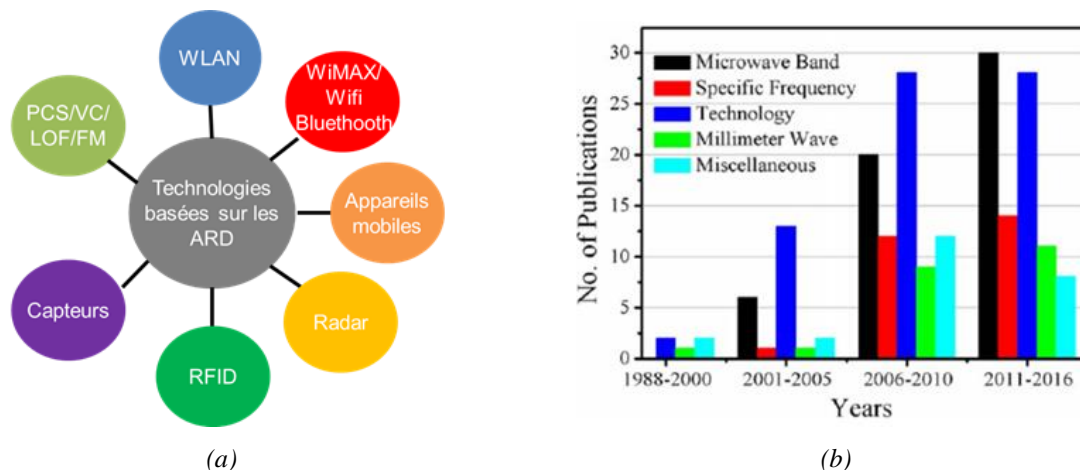 WLAN
WiMAX/
Wifi
Bluethooth
PCS/VC/
LOF/FM
Technologies
basées sur les
ARD
Appareils
mobiles
Capteurs
Radar
RFID
(a)
30
25
20
15
10
5
0
No. of Publications
Microwave Band
Specific Frequency
Technology
Millimeter Wave
Miscellaneous
1988-2000
2001-2005
2006-2010
2011-2016
Years
(b)